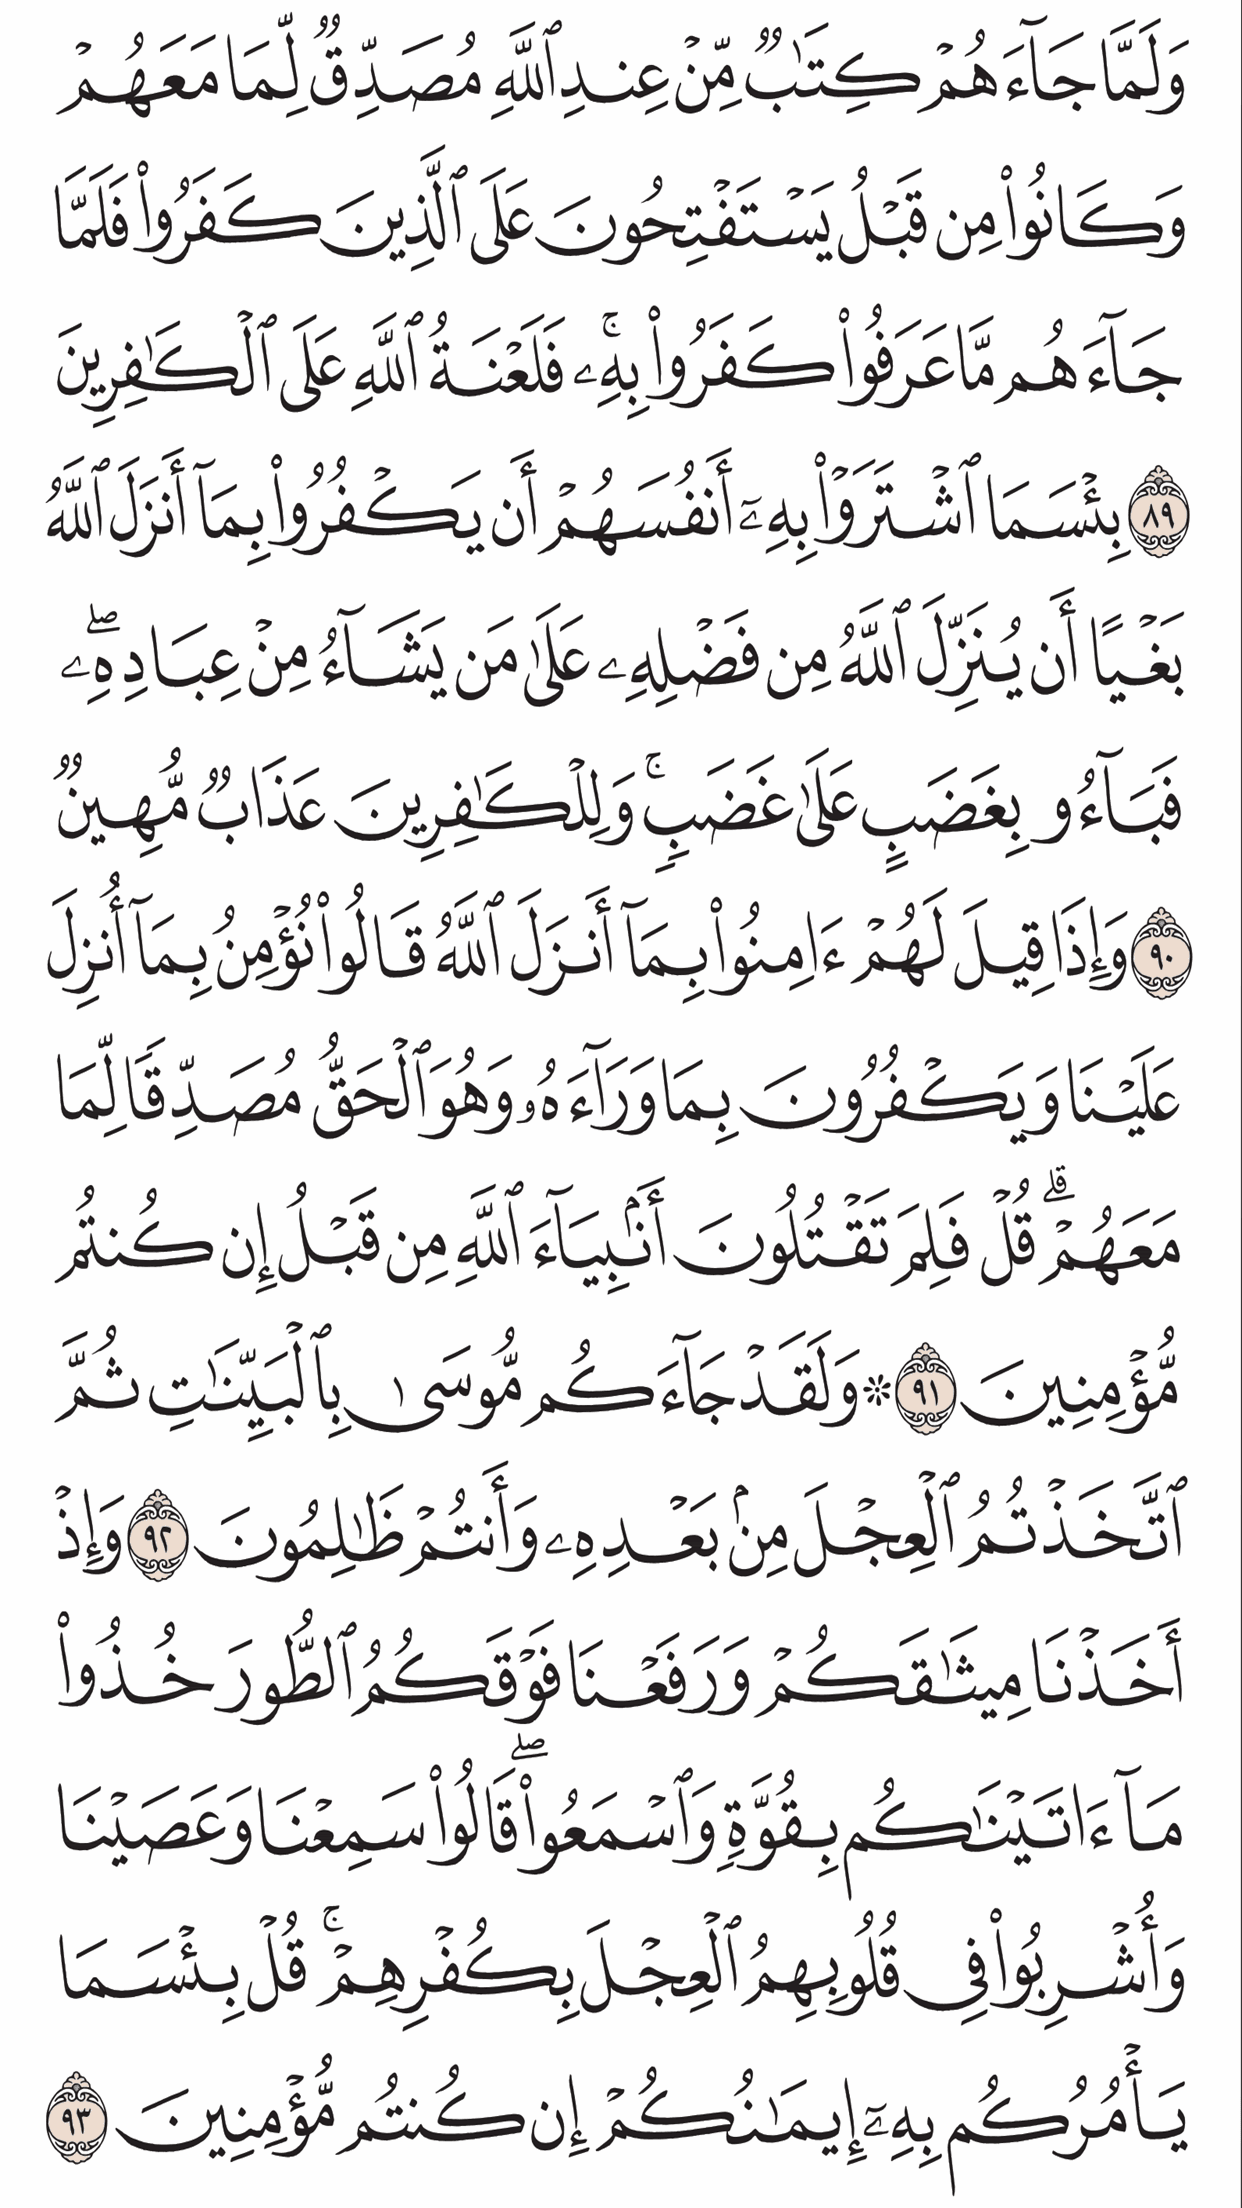 وَلَمَّا جَآءَهُمۡ كِتَٰبٞ مِّنۡ عِندِ ٱللَّهِ مُصَدِّقٞ لِّمَا مَعَهُمۡ
وَكَانُواْ مِن قَبۡلُ يَسۡتَفۡتِحُونَ عَلَى ٱلَّذِينَ كَفَرُواْ فَلَمَّا
جَآءَهُم مَّا عَرَفُواْ كَفَرُواْ بِهِۦۚ فَلَعۡنَةُ ٱللَّهِ عَلَى ٱلۡكَٰفِرِينَ
٨٩ بِئۡسَمَا ٱشۡتَرَوۡاْ بِهِۦٓ أَنفُسَهُمۡ أَن يَكۡفُرُواْ بِمَآ أَنزَلَ ٱللَّهُ
بَغۡيًا أَن يُنَزِّلَ ٱللَّهُ مِن فَضۡلِهِۦ عَلَىٰ مَن يَشَآءُ مِنۡ عِبَادِهِۦۖ
فَبَآءُو بِغَضَبٍ عَلَىٰ غَضَبٖۚ وَلِلۡكَٰفِرِينَ عَذَابٞ مُّهِينٞ
٩٠ وَإِذَا قِيلَ لَهُمۡ ءَامِنُواْ بِمَآ أَنزَلَ ٱللَّهُ قَالُواْ نُؤۡمِنُ بِمَآ أُنزِلَ
عَلَيۡنَا وَيَكۡفُرُونَ بِمَا وَرَآءَهُۥ وَهُوَ ٱلۡحَقُّ مُصَدِّقٗا لِّمَا
مَعَهُمۡۗ قُلۡ فَلِمَ تَقۡتُلُونَ أَنۢبِيَآءَ ٱللَّهِ مِن قَبۡلُ إِن كُنتُم
مُّؤۡمِنِينَ ٩١ ۞ وَلَقَدۡ جَآءَكُم مُّوسَىٰ بِٱلۡبَيِّنَٰتِ ثُمَّ
ٱتَّخَذۡتُمُ ٱلۡعِجۡلَ مِنۢ بَعۡدِهِۦ وَأَنتُمۡ ظَٰلِمُونَ ٩٢ وَإِذۡ
أَخَذۡنَا مِيثَٰقَكُمۡ وَرَفَعۡنَا فَوۡقَكُمُ ٱلطُّورَ خُذُواْ
مَآ ءَاتَيۡنَٰكُم بِقُوَّةٖ وَٱسۡمَعُواْۖ قَالُواْ سَمِعۡنَا وَعَصَيۡنَا
وَأُشۡرِبُواْ فِي قُلُوبِهِمُ ٱلۡعِجۡلَ بِكُفۡرِهِمۡۚ قُلۡ بِئۡسَمَا
يَأۡمُرُكُم بِهِۦٓ إِيمَٰنُكُمۡ إِن كُنتُم مُّؤۡمِنِينَ ٩٣